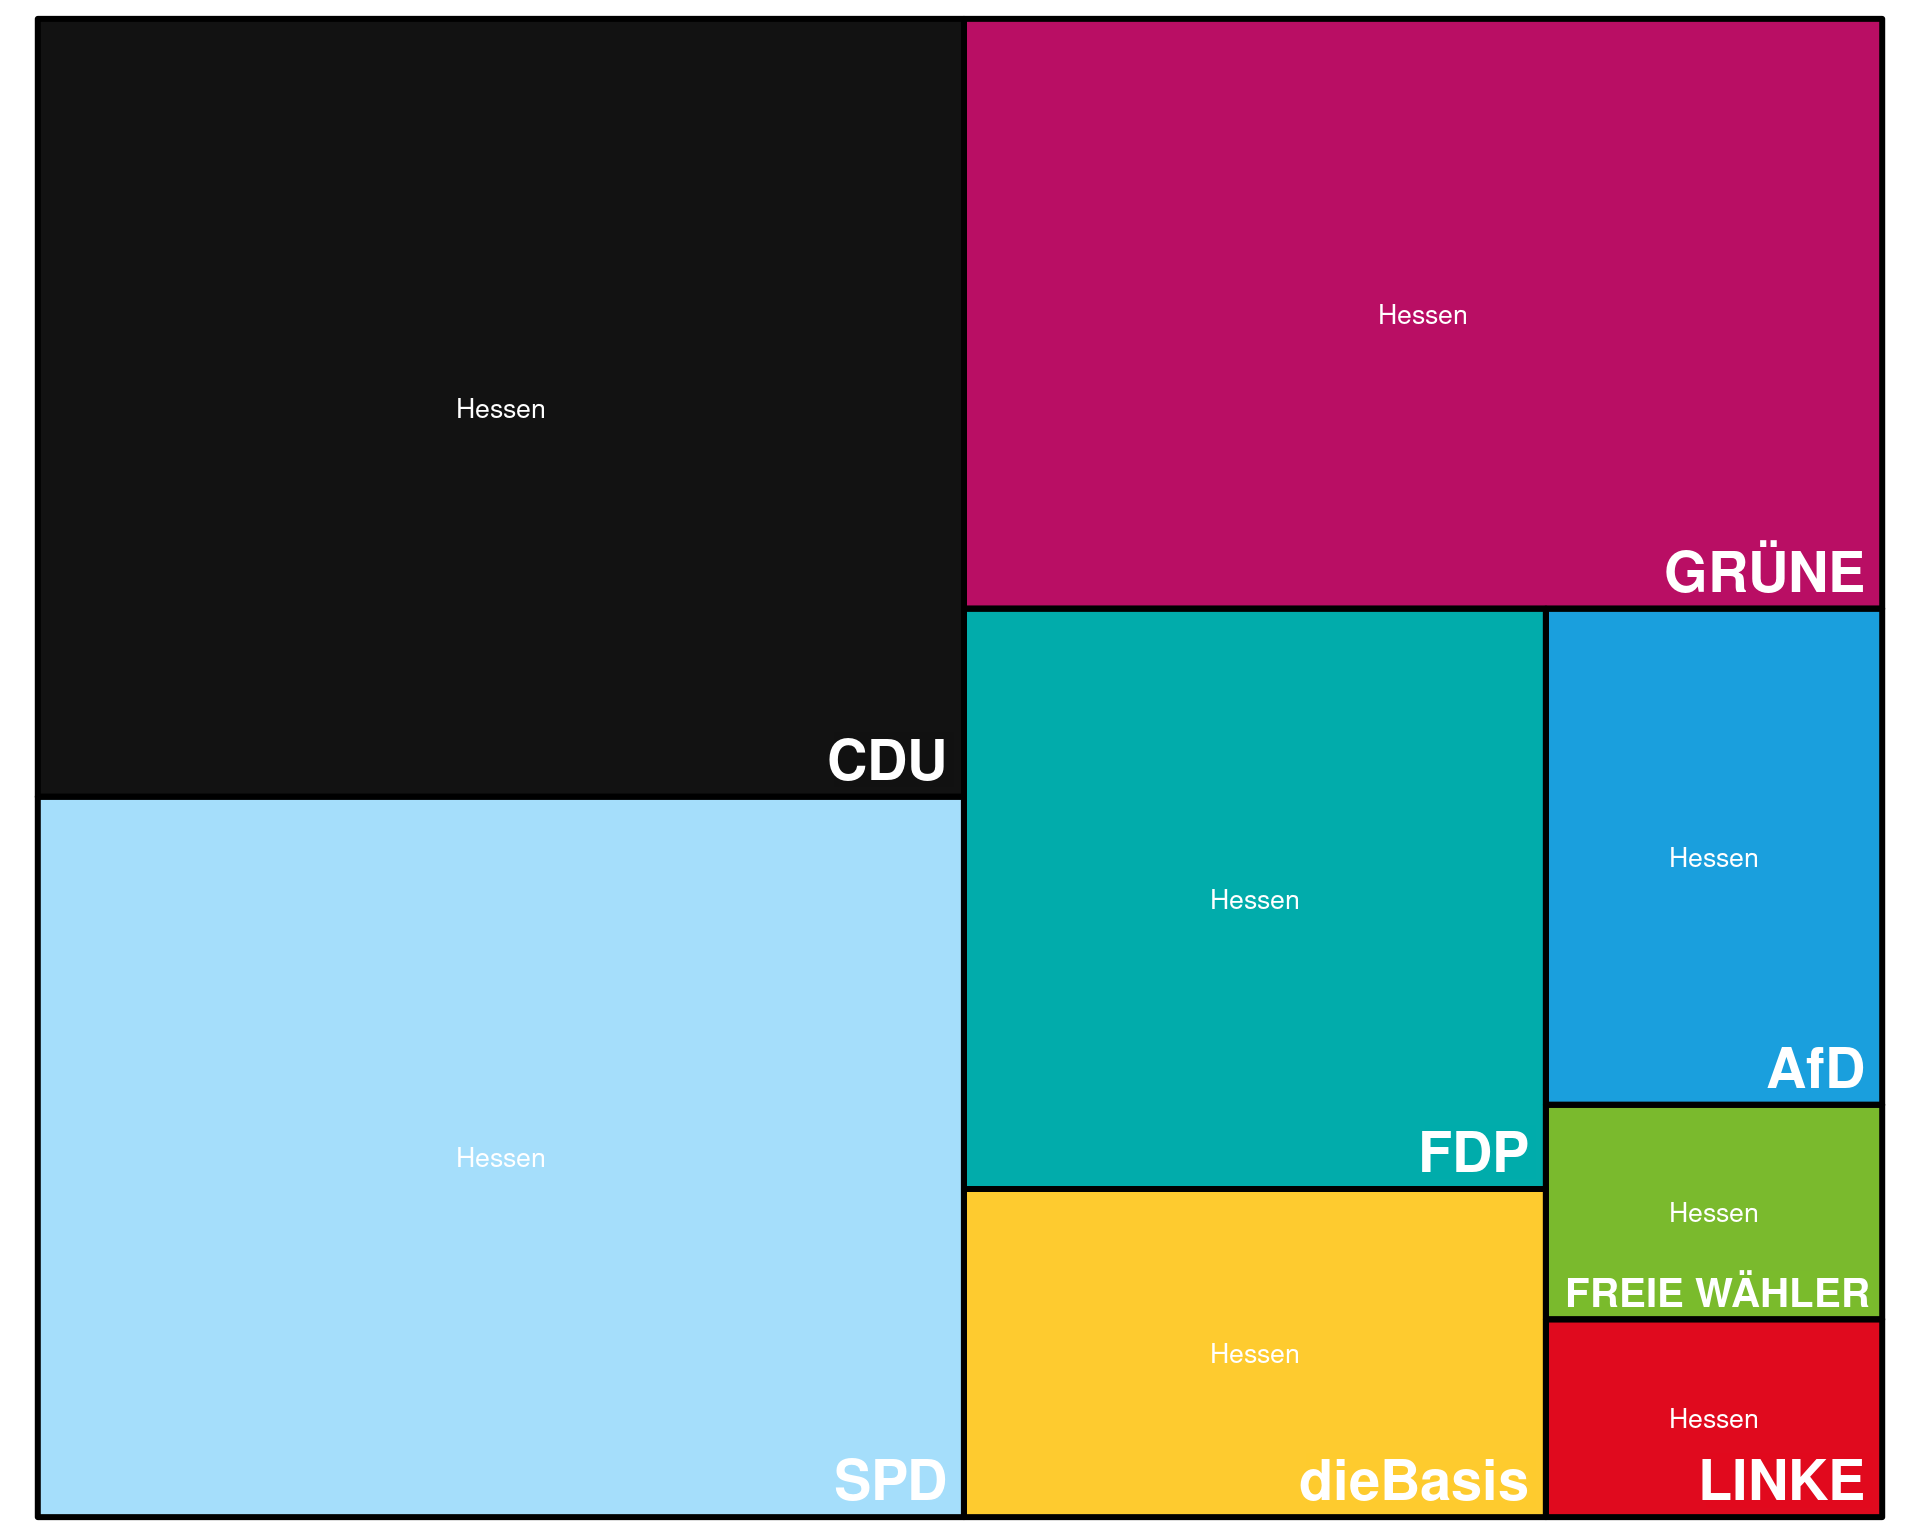 Hessen
CDU
Hessen
SPD
Hessen
GRÜNE
Hessen
FDP
Hessen
dieBasis
Hessen
AfD
Hessen
FREIE WÄHLER
Hessen
LINKE